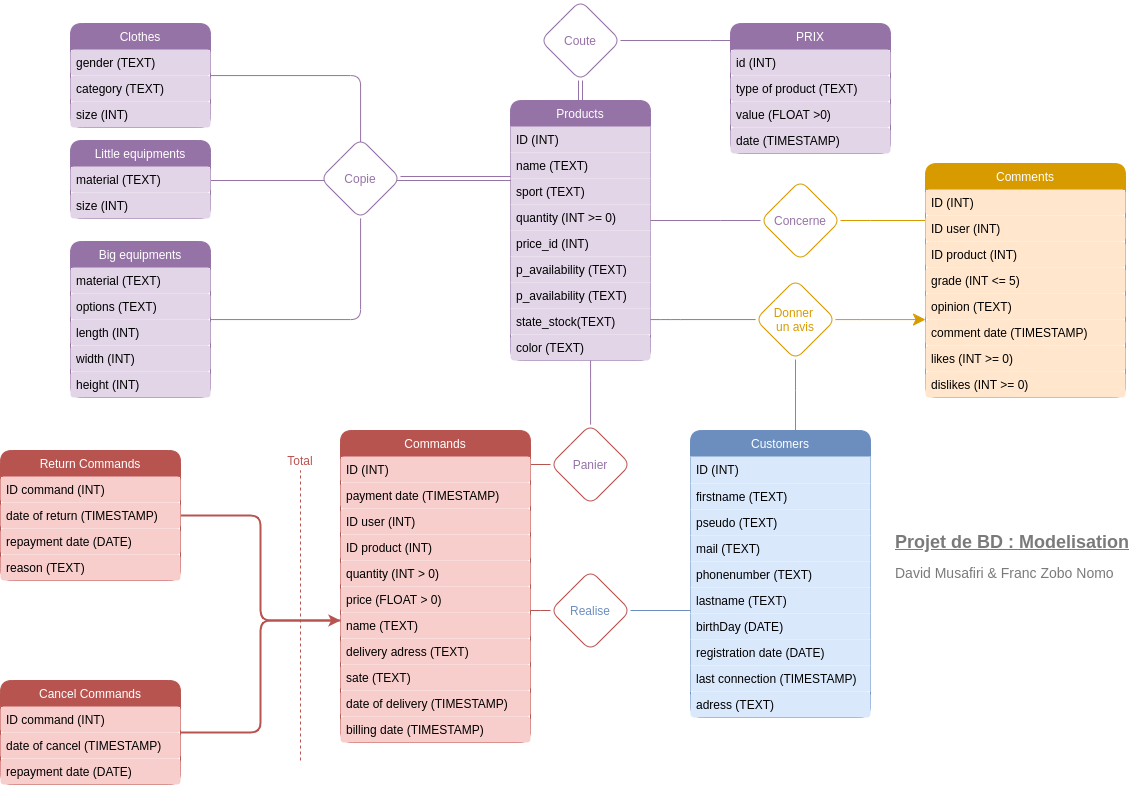 Clothes
gender (TEXT)
category (TEXT)
size (INT)
Little equipments
material (TEXT)
size (INT)
Big equipments
material (TEXT)
options (TEXT)
length (INT)
width (INT)
height (INT)
Copie
Coute
Products
ID (INT)
name (TEXT)
sport (TEXT)
quantity (INT >= 0)
price_id (INT)
p_availability (TEXT)
p_availability (TEXT)
state_stock(TEXT)
color (TEXT)
PRIX
id (INT)
type of product (TEXT)
value (FLOAT >0)
date (TIMESTAMP)
Concerne
Donner
un avis
Comments
ID (INT)
ID user (INT)
ID product (INT)
grade (INT <= 5)
opinion (TEXT)
comment date (TIMESTAMP)
likes (INT >= 0)
dislikes (INT >= 0)
Return Commands
ID command (INT)
date of return (TIMESTAMP)
repayment date (DATE)
reason (TEXT)
Cancel Commands
ID command (INT)
date of cancel (TIMESTAMP)
repayment date (DATE)
Total
Commands
ID (INT)
payment date (TIMESTAMP)
ID user (INT)
ID product (INT)
quantity (INT > 0)
price (FLOAT > 0)
name (TEXT)
delivery adress (TEXT)
sate (TEXT)
date of delivery (TIMESTAMP)
billing date (TIMESTAMP)
Panier
Realise
Customers
ID (INT)
firstname (TEXT)
pseudo (TEXT)
mail (TEXT)
phonenumber (TEXT)
lastname (TEXT)
birthDay (DATE)
registration date (DATE)
last connection (TIMESTAMP)
adress (TEXT)
Projet de BD : Modelisation
David Musafiri & Franc Zobo Nomo